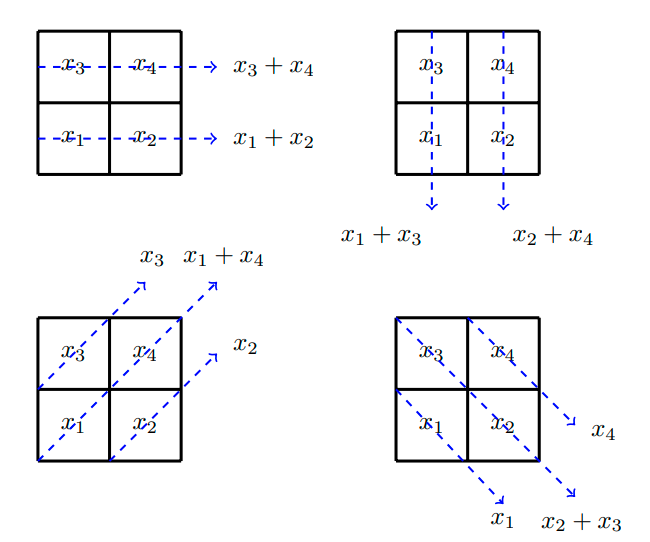 x₃ x₄ x₃ + x₄
x₁ x₂ x₁ + x₂
x₃ x₄
x₁ x₂
x₁ + x₃ x₂ + x₄
x₃ x₁ + x₄
x₃ x₄ x₂
x₁ x₂
x₃ x₄
x₁ x₂ x₄
x₁ x₂ + x₃